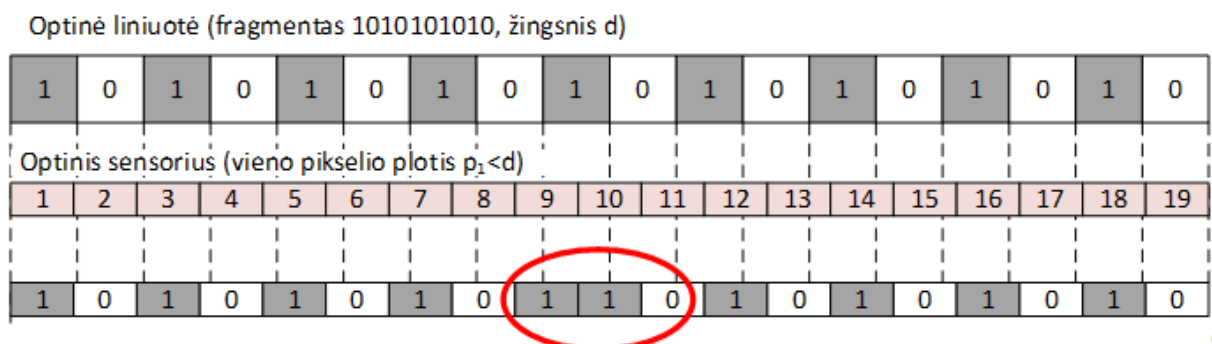 Optinė liniuotė (fragmentas 1010101010, žingsnis d)
1 0 1 0 1 0 1 0 1 0 1 0 1 0 1 0 1 0
Optinis sensorius (vieno pikselio plotis p₁<d)
1 2 3 4 5 6 7 8 9 10 11 12 13 14 15 16 17 18 19
1 0 1 0 1 0 1 0 1 1 0 1 0 1 0 1 0 1 0